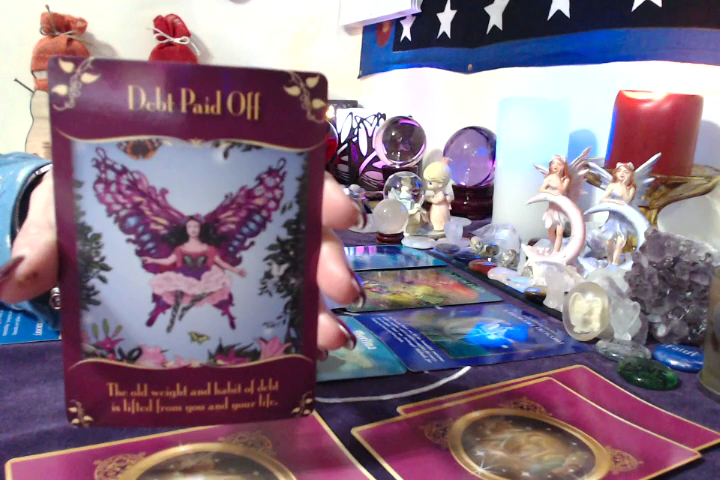 Debt Paid Off
The old weight and habit of debt
is lifted from you and your life.